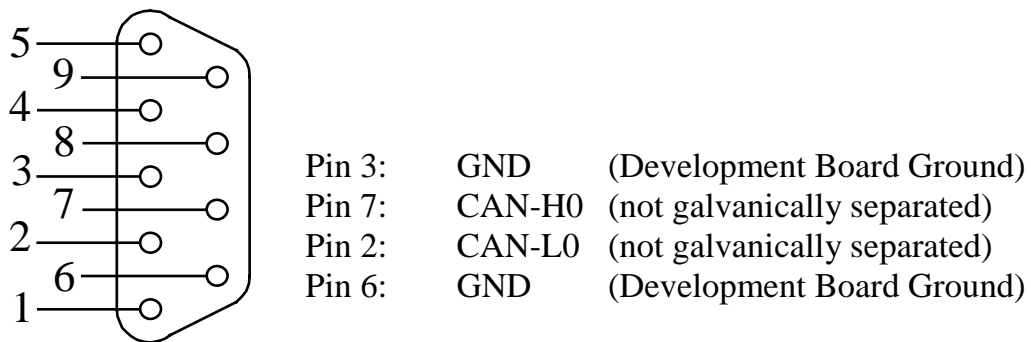 5
9
4
8
3
7
2
6
1
Pin 3: GND (Development Board Ground)
Pin 7: CAN-H0 (not galvanically separated)
Pin 2: CAN-L0 (not galvanically separated)
Pin 6: GND (Development Board Ground)